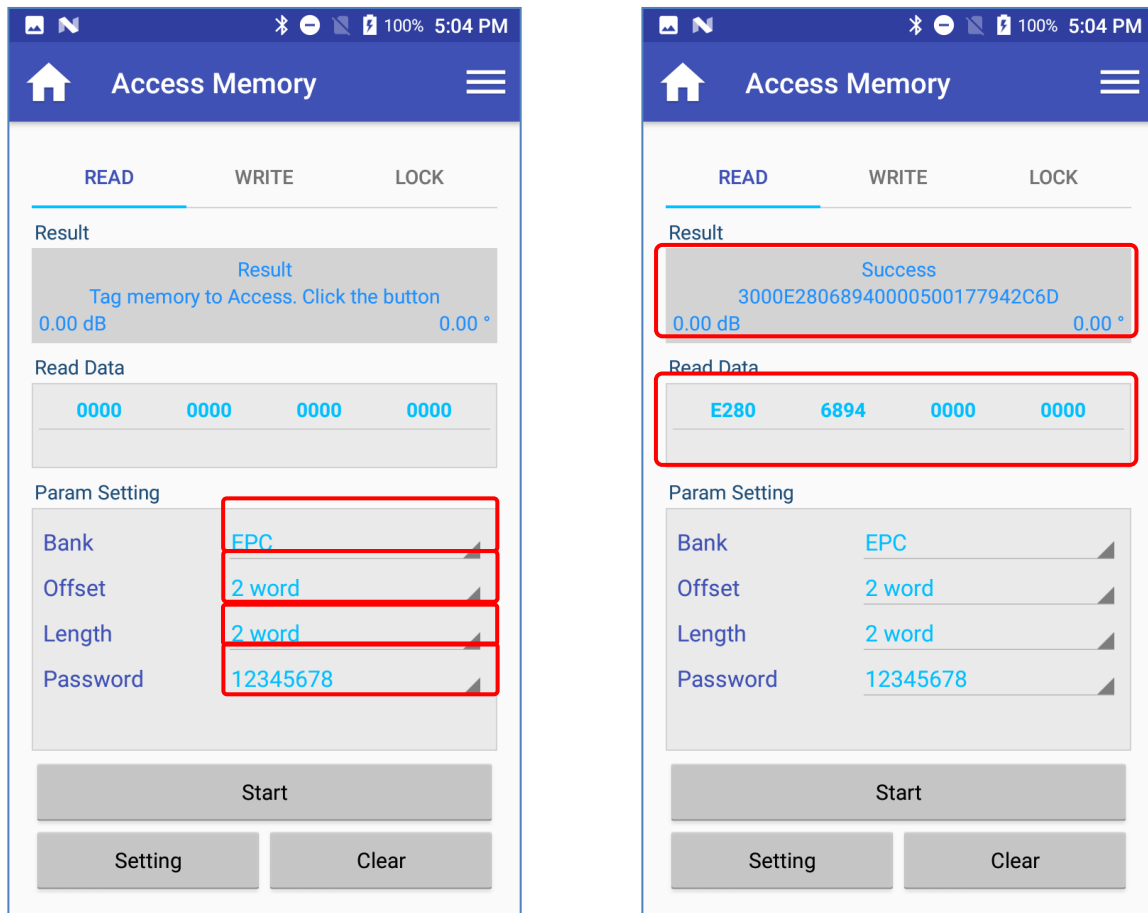 100% 5:04 PM
Access Memory
READ WRITE LOCK
Result
Result
Tag memory to Access. Click the button
0.00 dB 0.00 °
Read Data
0000 0000 0000 0000
Param Setting
Bank EPC
Offset 2 word
Length 2 word
Password 12345678
Start
Setting Clear
100% 5:04 PM
Access Memory
READ WRITE LOCK
Result
Success
3000E28068940000500177942C6D
0.00 dB 0.00 °
Read Data
E280 6894 0000 0000
Param Setting
Bank EPC
Offset 2 word
Length 2 word
Password 12345678
Start
Setting Clear